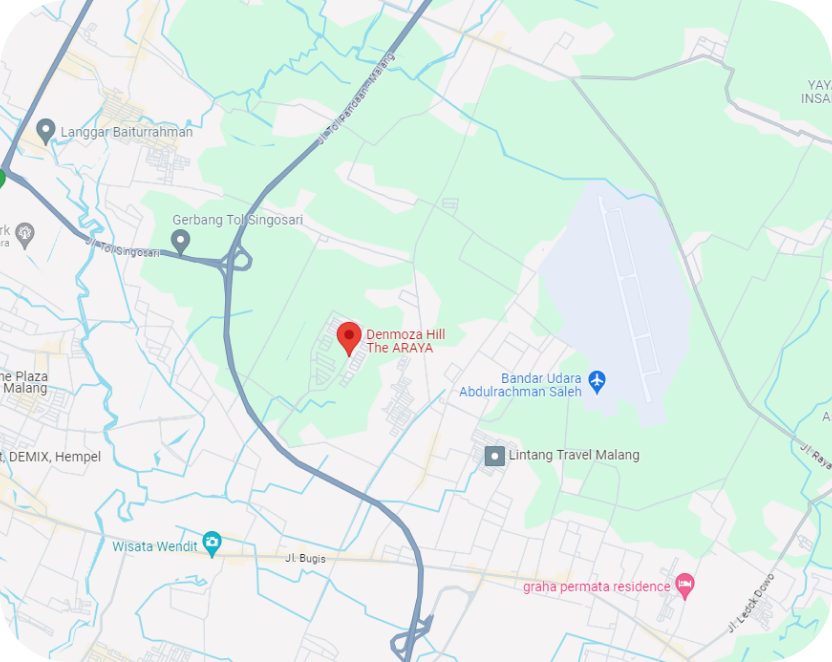 Jl. Tol Pandaan - Malang
YAYA
INSA
Langgar Baiturrahman
Gerbang Tol Singosari
rk
ara
Jl. Tol Singosari
Denmoza Hill
The ARAYA
Bandar Udara
Abdulrachman Saleh
ne Plaza
Malang
A
Jl. Raya
t, DEMIX, Hempel
Lintang Travel Malang
Wisata Wendit
Jl. Bugis
graha permata residence
Jl. Ledok Dowo